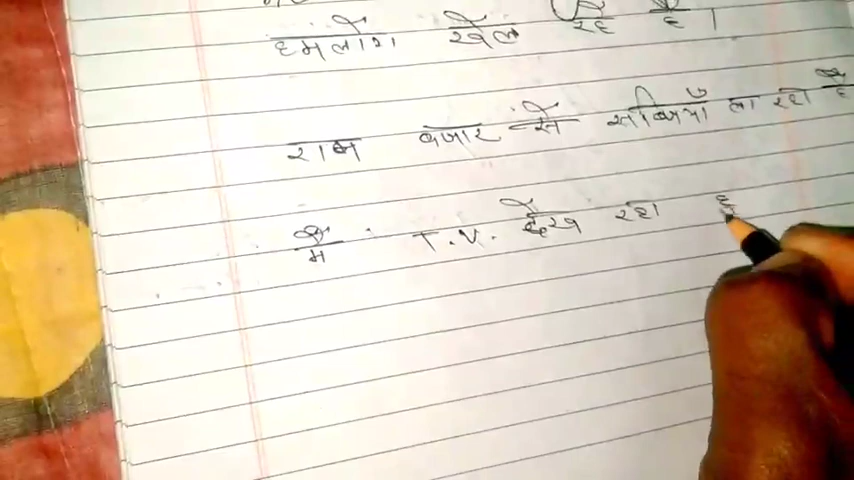 हमलोग खेल रहे हैं।
राम बजार से सब्जियाँ ला रहा है
मैं T.V. देख रहा ह